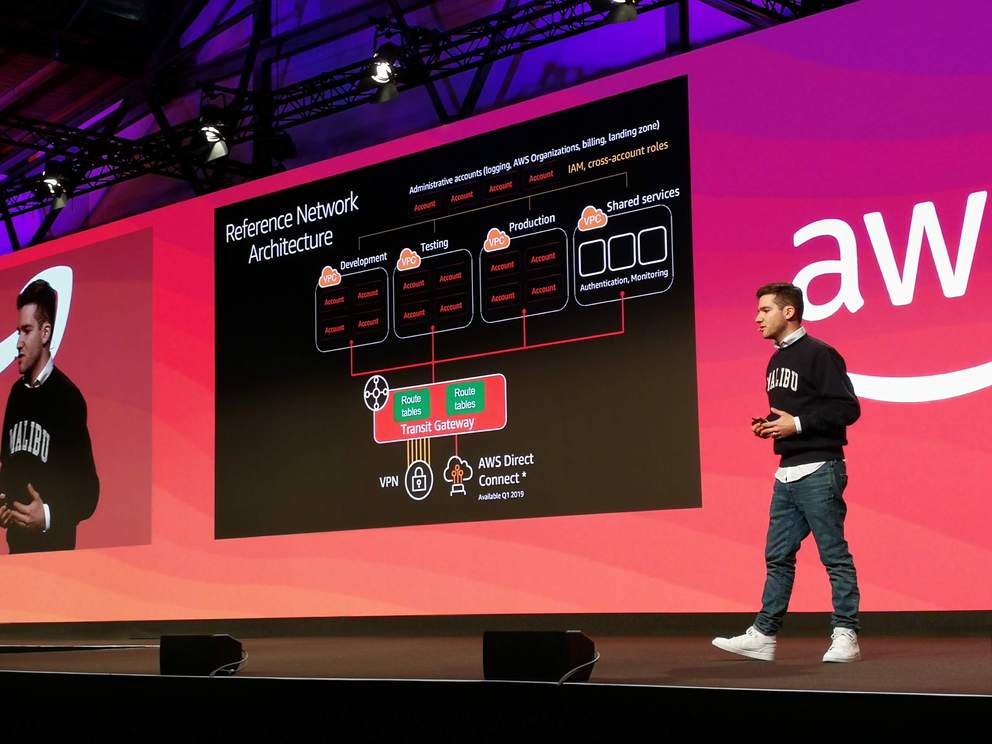 Reference Network
Architecture
Administrative accounts (logging, AWS Organizations, billing, landing zone)
Account Account Account Account
IAM, cross-account roles
VPC Development
Account Account
Account Account
VPC Testing
Account Account
Account Account
VPC Production
Account Account
Account Account
VPC Shared services
Authentication, Monitoring
Route
tables
Route
tables
Transit Gateway
VPN
AWS Direct
Connect *
Available Q1 2019
aw
MALIBU
MALIBU